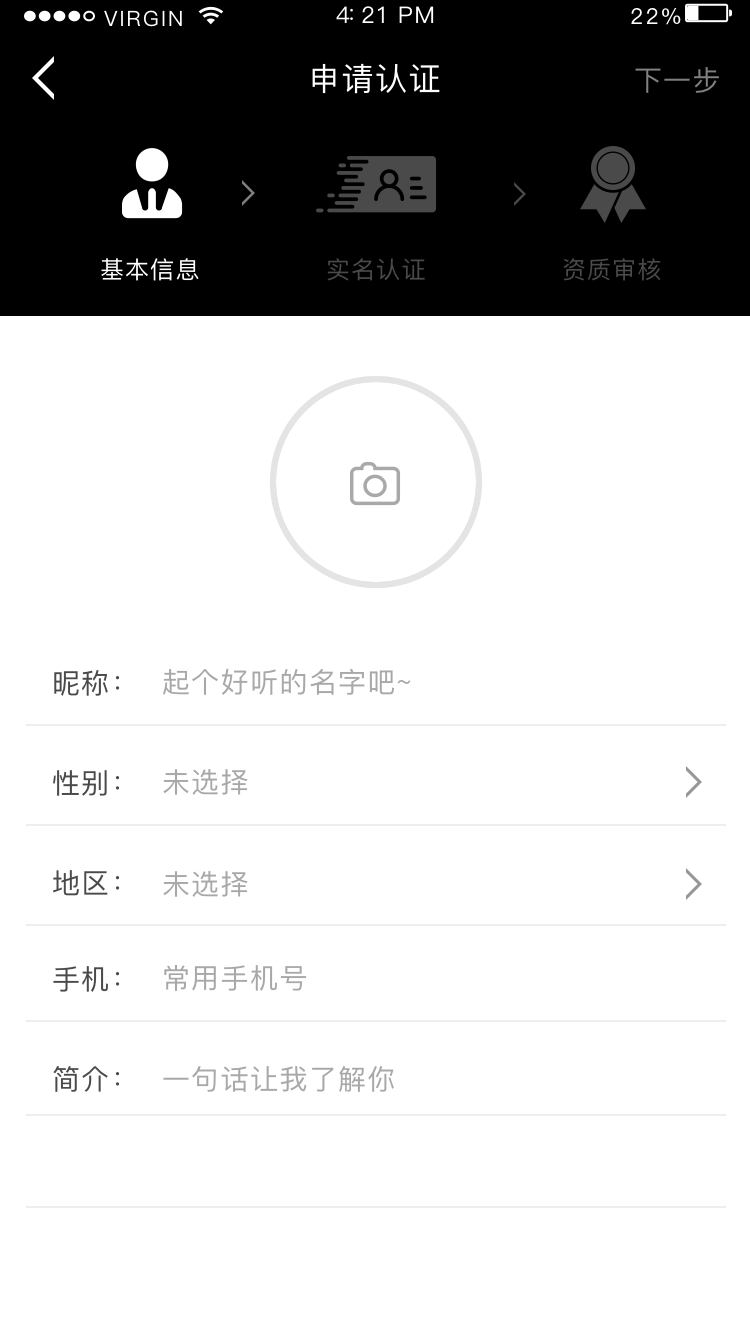 VIRGIN 4:21 PM 22%
申请认证 下一步
基本信息 实名认证 资质审核
昵称： 起个好听的名字吧~
性别： 未选择
地区： 未选择
手机： 常用手机号
简介： 一句话让我了解你